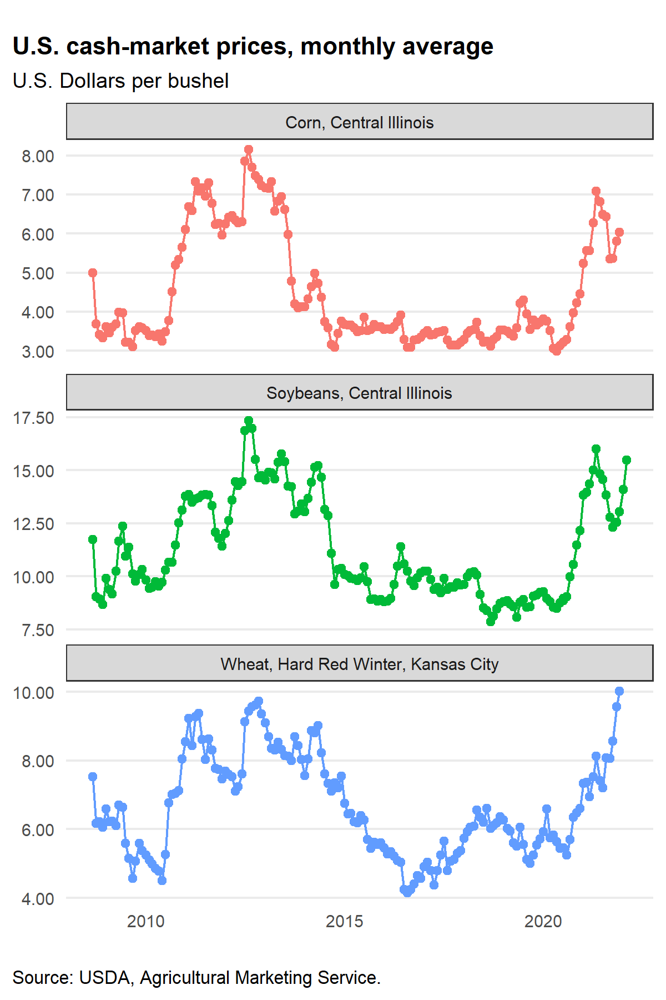 U.S. cash-market prices, monthly average
U.S. Dollars per bushel
Corn, Central Illinois
8.00
7.00
6.00
5.00
4.00
3.00
Soybeans, Central Illinois
17.50
15.00
12.50
10.00
7.50
Wheat, Hard Red Winter, Kansas City
10.00
8.00
6.00
4.00
2010 2015 2020
Source: USDA, Agricultural Marketing Service.